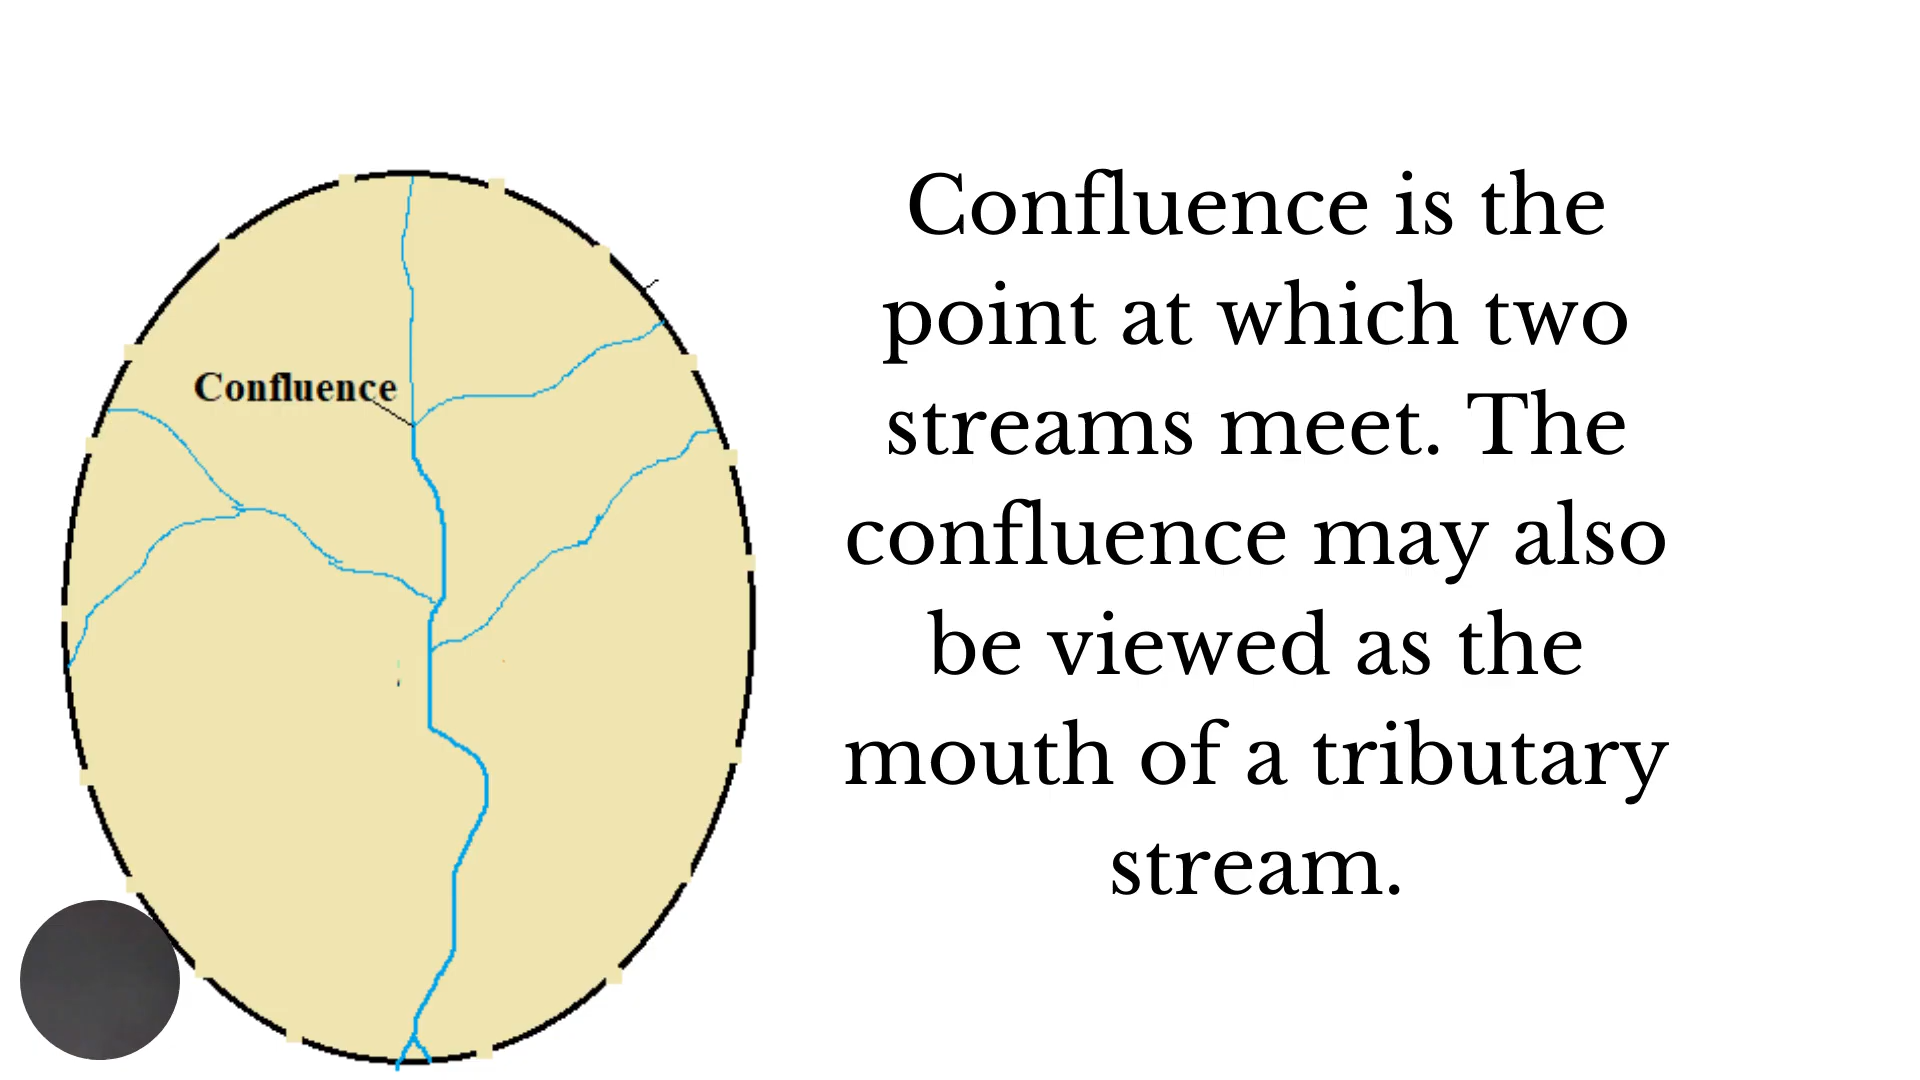 Confluence
Confluence is the
point at which two
streams meet. The
confluence may also
be viewed as the
mouth of a tributary
stream.